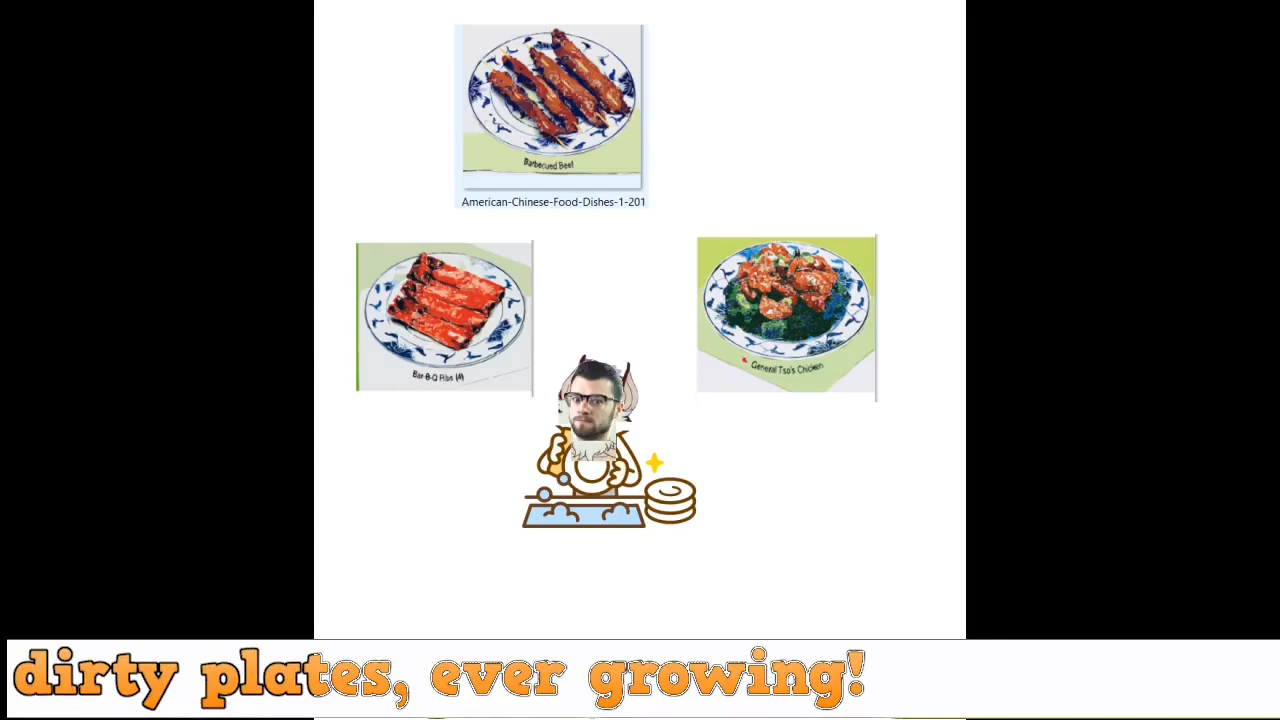 Barbecued Beef
American-Chinese-Food-Dishes-1-201
Bar-B-Q Ribs (4)
General Tso's Chicken
dirty plates, ever growing!